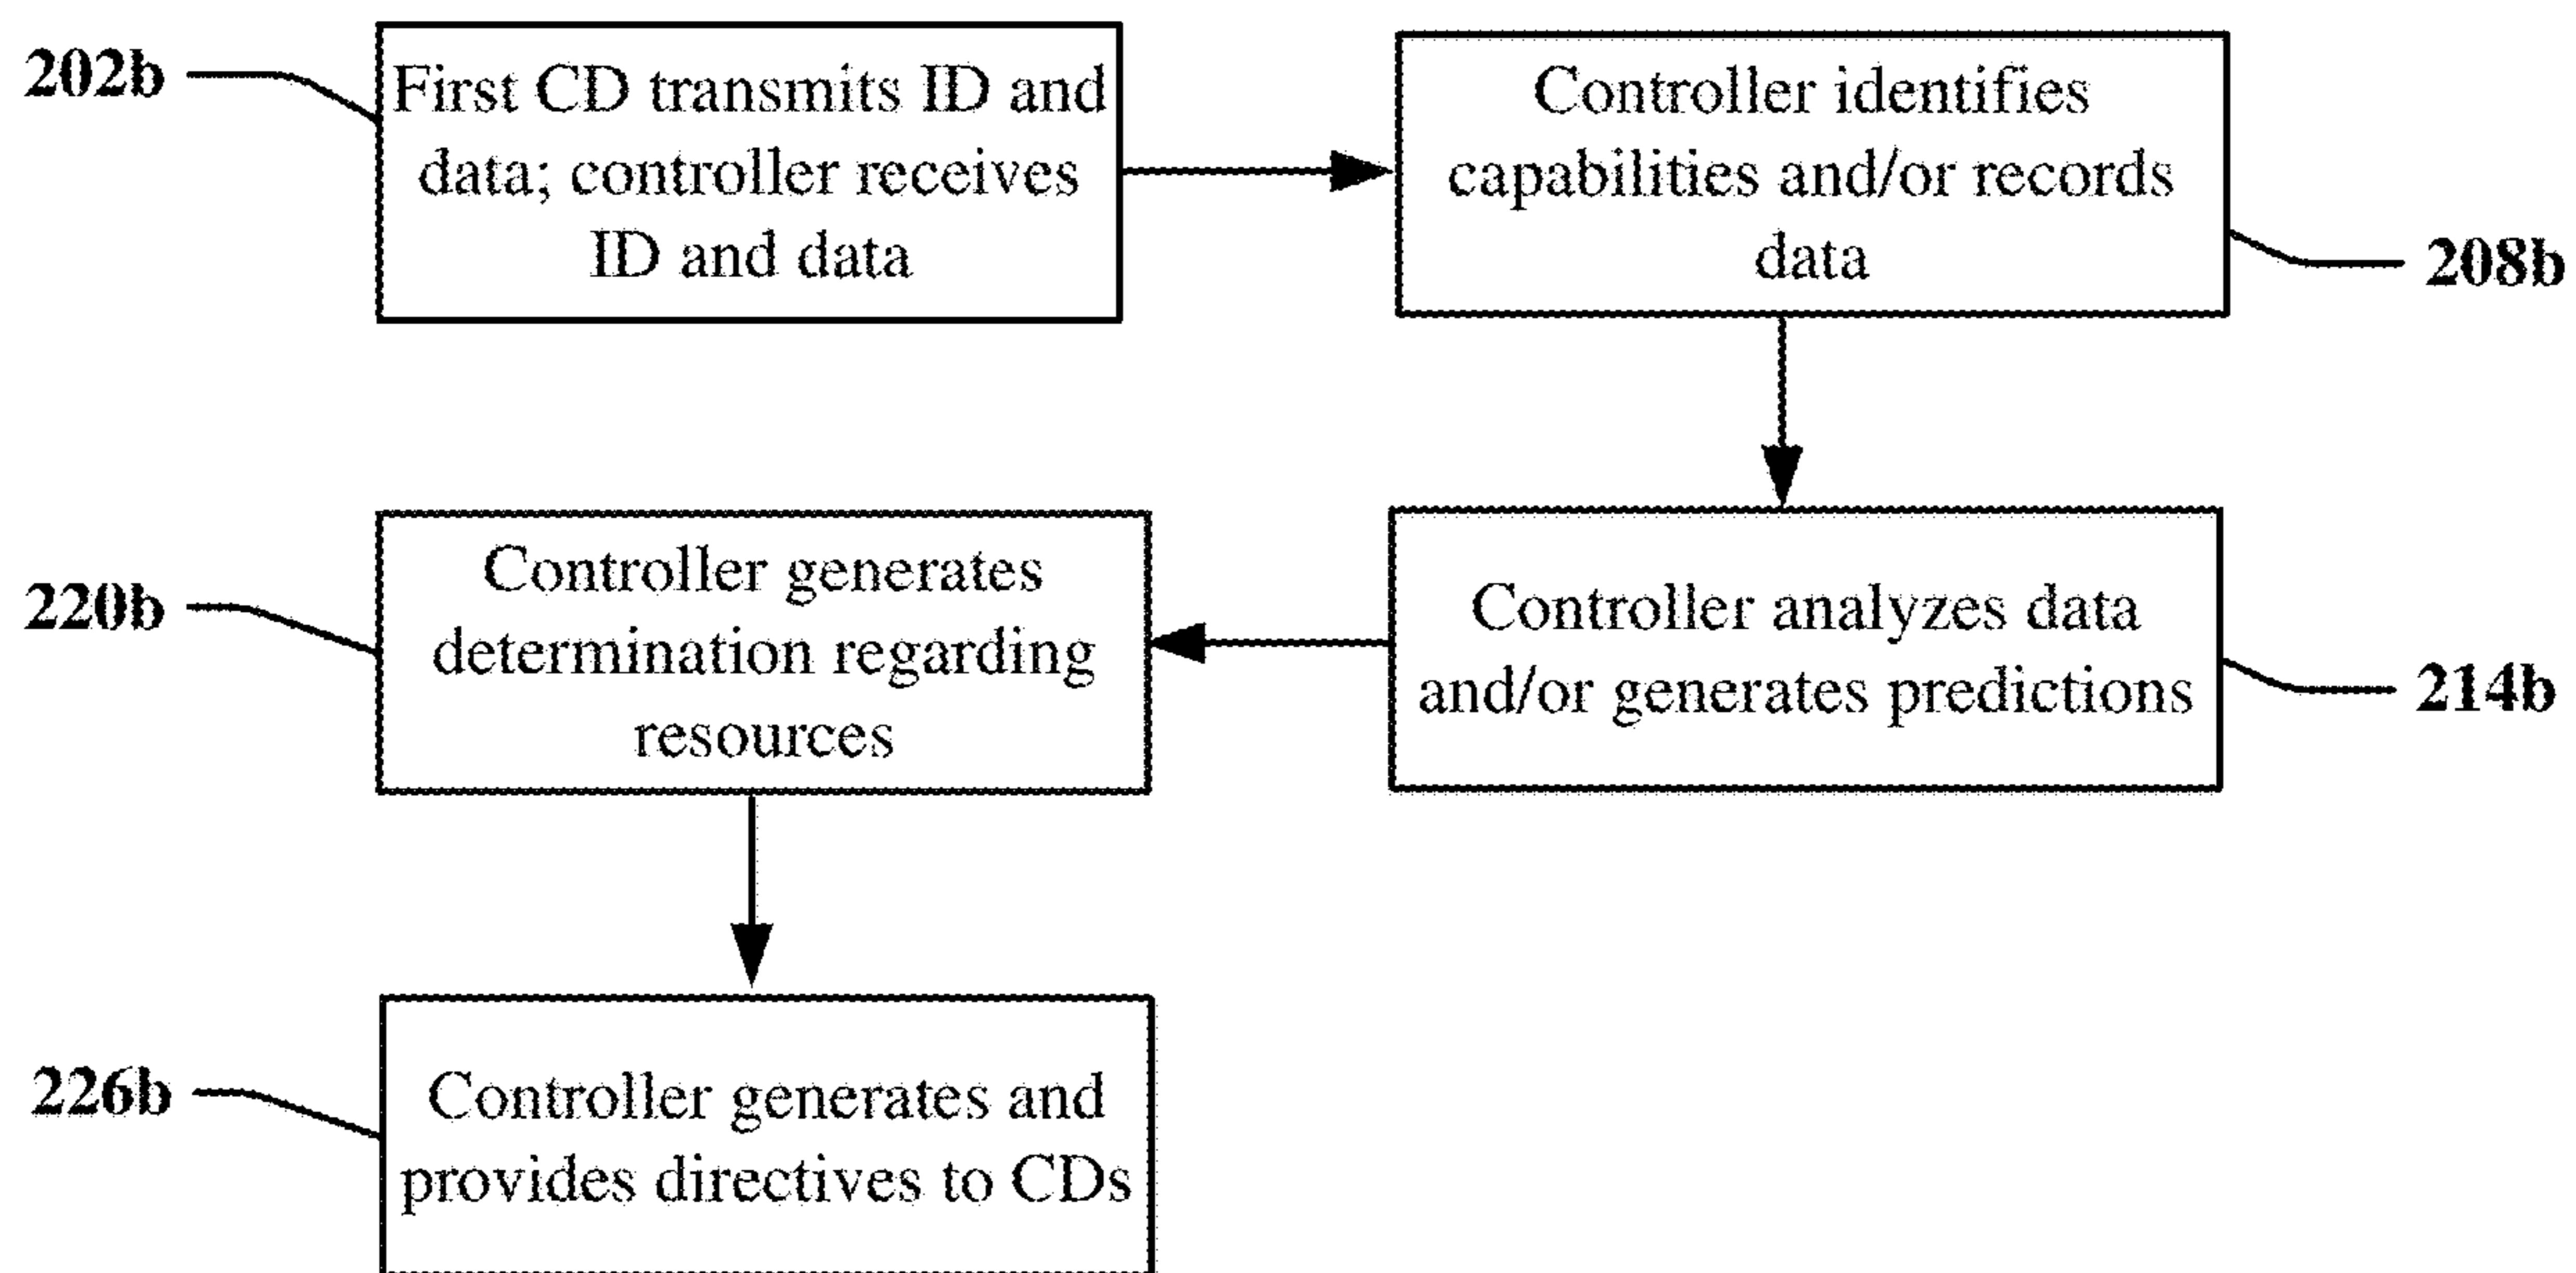 202b
First CD transmits ID and
data; controller receives
ID and data
Controller identifies
capabilities and/or records
data
208b
220b
Controller generates
determination regarding
resources
Controller analyzes data
and/or generates predictions
214b
226b
Controller generates and
provides directives to CDs